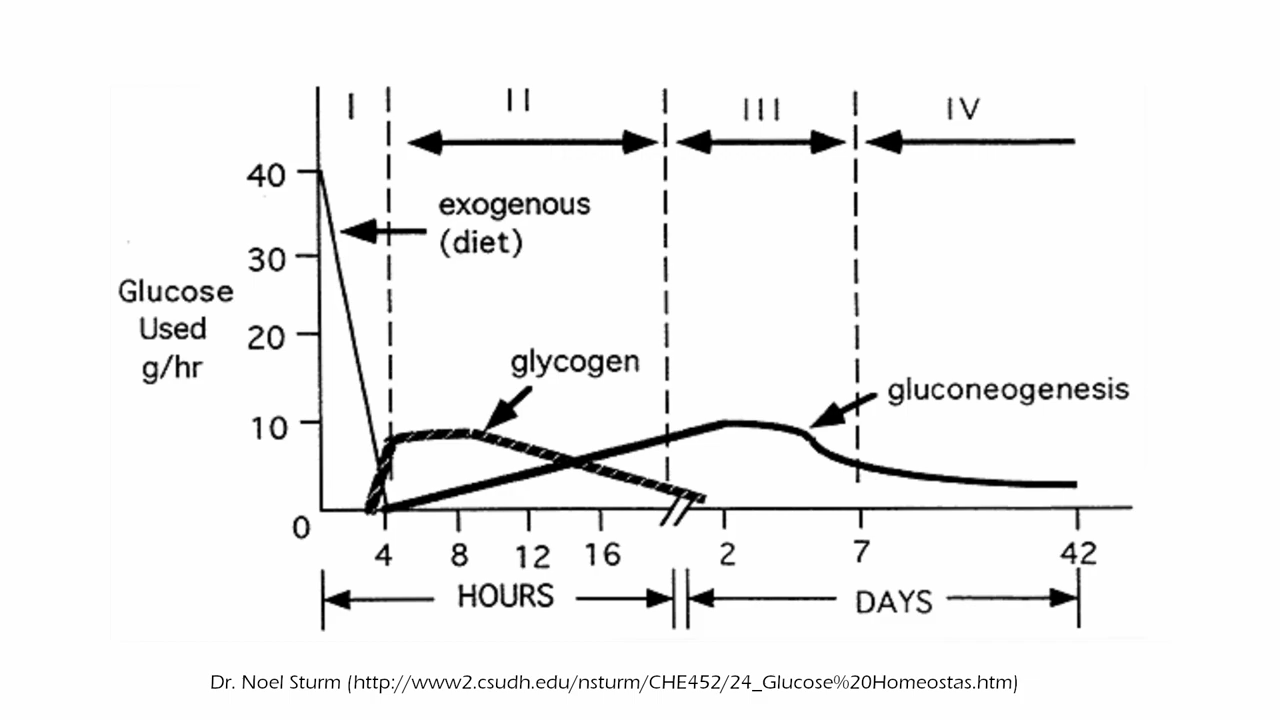 I II III IV
40
exogenous
(diet)
30
Glucose
Used
g/hr
20
glycogen
gluconeogenesis
10
0
4 8 12 16 2 7 42
HOURS DAYS
Dr. Noel Sturm (http://www2.csudh.edu/nsturm/CHE452/24_Glucose%20Homeostas.htm)